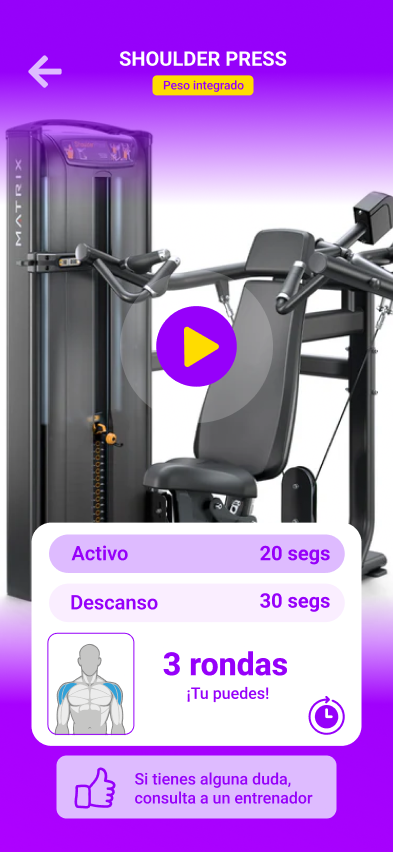 SHOULDER PRESS
Peso integrado
MATRIX
Activo
20 segs
Descanso
30 segs
3 rondas
¡Tu puedes!
Si tienes alguna duda,
consulta a un entrenador